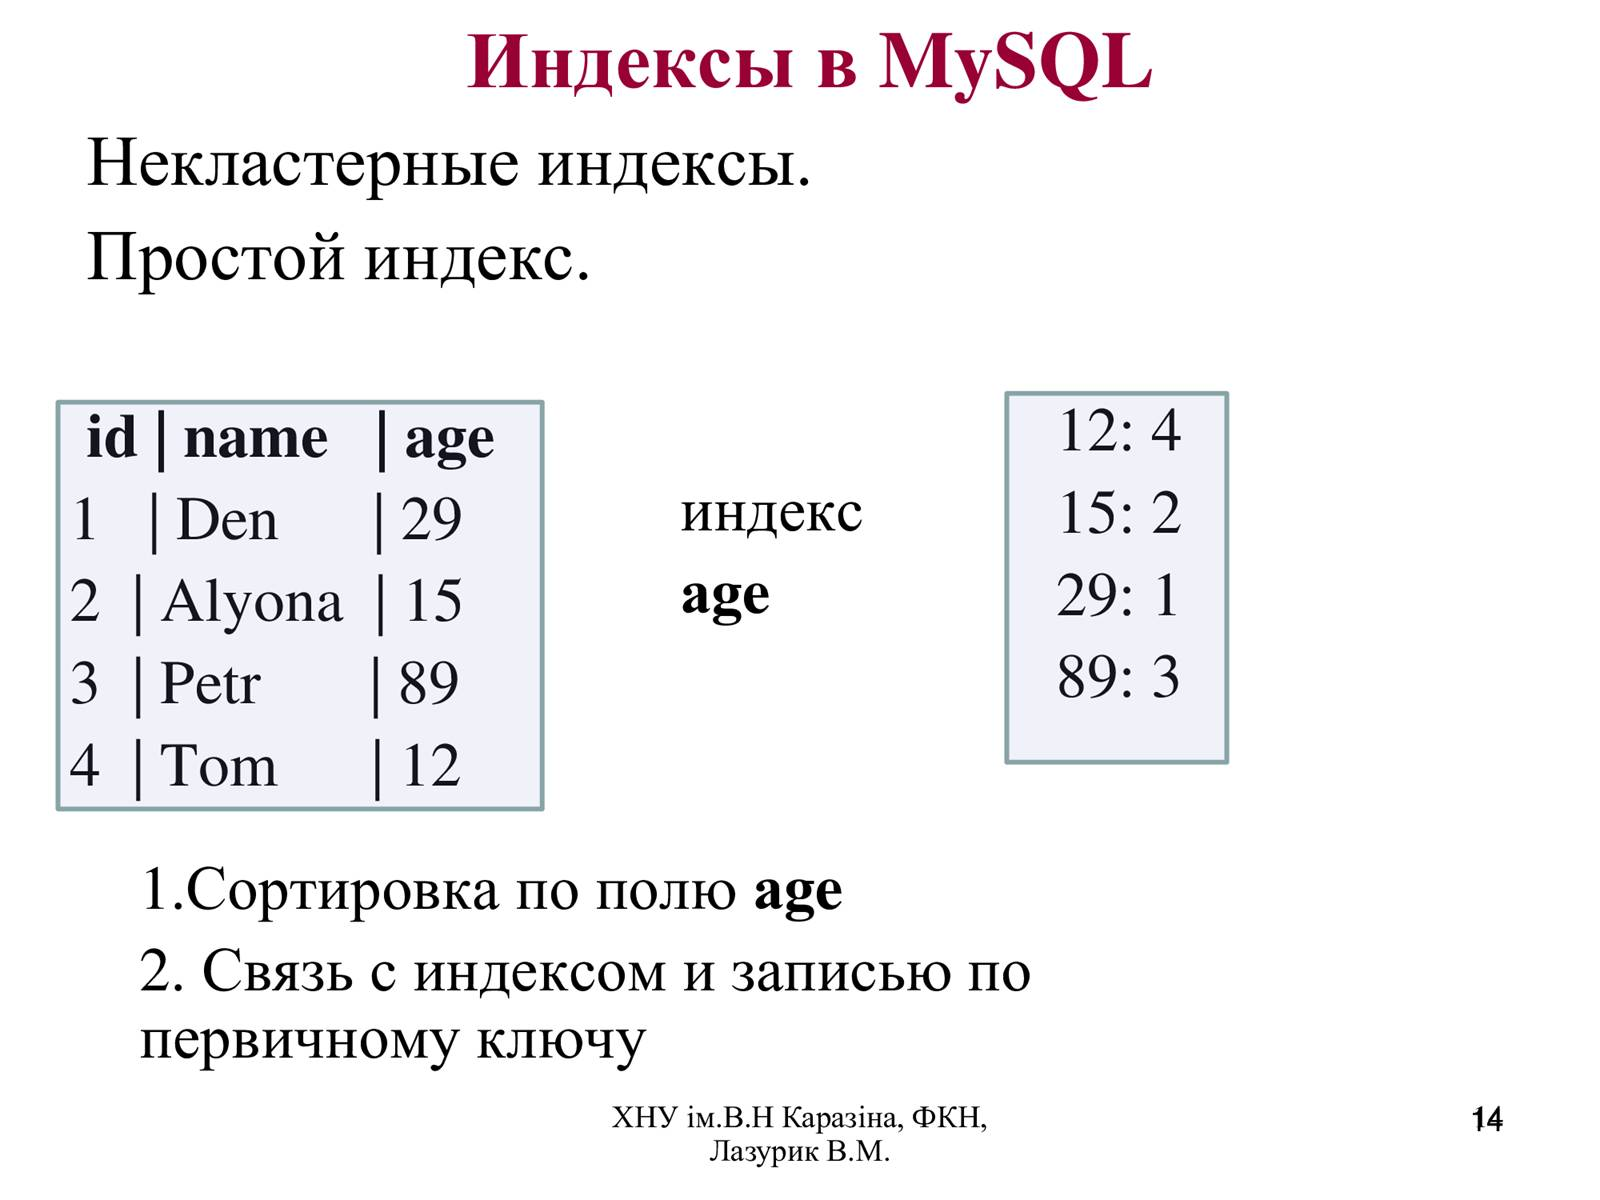 Индексы в MySQL
Некластерные индексы.
Простой индекс.
id | name | age
1 | Den | 29
2 | Alyona | 15
3 | Petr | 89
4 | Tom | 12
индекс
age
12: 4
15: 2
29: 1
89: 3
1.Сортировка по полю age
2. Связь с индексом и записью по
первичному ключу
ХНУ ім.В.Н Каразіна, ФКН,
Лазурик В.М.
14